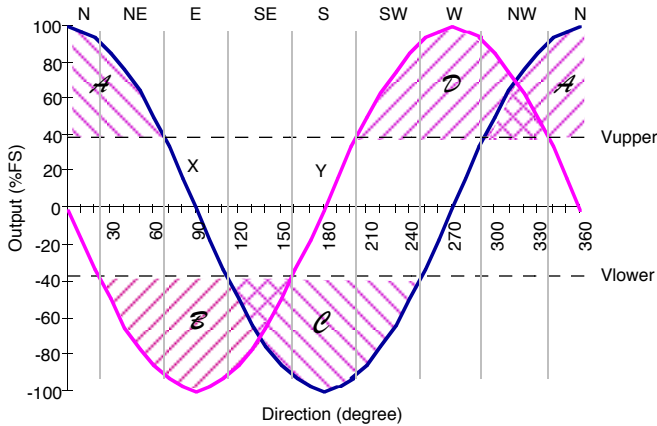 N NE E SE S SW W NW N
100
80
60
40
20
0
-20
-40
-60
-80
-100
Output (%FS)
A
D
A
Vupper
X
Y
30 60 90 120 150 180 210 240 270 300 330 360
Vlower
B
C
Direction (degree)